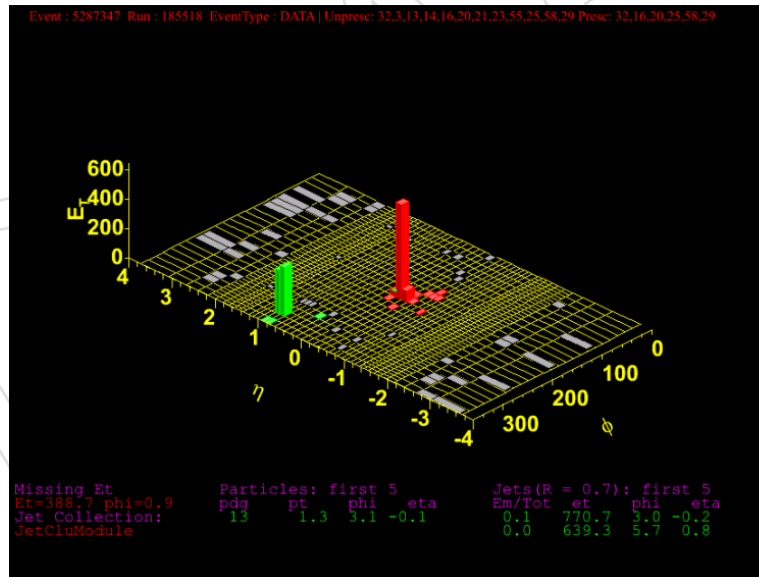 Event : 5287347 Run : 185518 EventType : DATA | Unpresc: 32,3,13,14,16,20,21,23,55,25,58,29 Presc: 32,16,20,25,58,29
600
400
200
0
E_T
4 3 2 1 0 -1 -2 -3 -4
η
0
100
200
300
φ
Missing Et Particles: first 5 Jets(R = 0.7): first 5
Et=388.7 phi=0.9 pdg pt phi eta Em/Tot et phi eta
Jet Collection: 13 1.3 3.1 -0.1 0.1 770.7 3.0 -0.2
JetCluModule 0.0 639.3 5.7 0.8